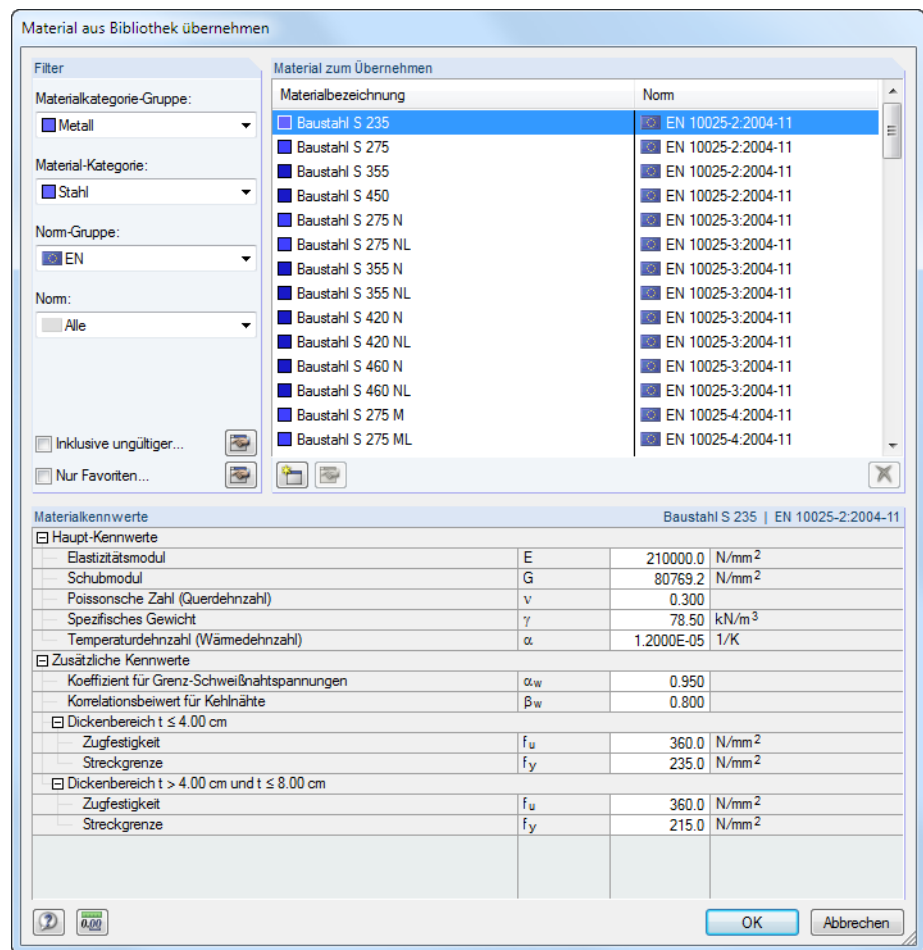 Material aus Bibliothek übernehmen
Filter
Materialkategorie-Gruppe:
Metall
Material-Kategorie:
Stahl
Norm-Gruppe:
EN
Norm:
Alle
Inklusive ungültiger...
Nur Favoriten...
Material zum Übernehmen
Materialbezeichnung Norm
Baustahl S 235 EN 10025-2:2004-11
Baustahl S 275 EN 10025-2:2004-11
Baustahl S 355 EN 10025-2:2004-11
Baustahl S 450 EN 10025-2:2004-11
Baustahl S 275 N EN 10025-3:2004-11
Baustahl S 275 NL EN 10025-3:2004-11
Baustahl S 355 N EN 10025-3:2004-11
Baustahl S 355 NL EN 10025-3:2004-11
Baustahl S 420 N EN 10025-3:2004-11
Baustahl S 420 NL EN 10025-3:2004-11
Baustahl S 460 N EN 10025-3:2004-11
Baustahl S 460 NL EN 10025-3:2004-11
Baustahl S 275 M EN 10025-4:2004-11
Baustahl S 275 ML EN 10025-4:2004-11
Materialkennwerte Baustahl S 235 | EN 10025-2:2004-11
Haupt-Kennwerte
Elastizitätsmodul E 210000.0 N/mm²
Schubmodul G 80769.2 N/mm²
Poissonsche Zahl (Querdehnzahl) ν 0.300
Spezifisches Gewicht γ 78.50 kN/m³
Temperaturdehnzahl (Wärmedehnzahl) α 1.2000E-05 1/K
Zusätzliche Kennwerte
Koeffizient für Grenz-Schweißnahtspannungen αw 0.950
Korrelationsbeiwert für Kehlnähte βw 0.800
Dickenbereich t ≤ 4.00 cm
Zugfestigkeit fu 360.0 N/mm²
Streckgrenze fy 235.0 N/mm²
Dickenbereich t > 4.00 cm und t ≤ 8.00 cm
Zugfestigkeit fu 360.0 N/mm²
Streckgrenze fy 215.0 N/mm²
0.00
OK Abbrechen